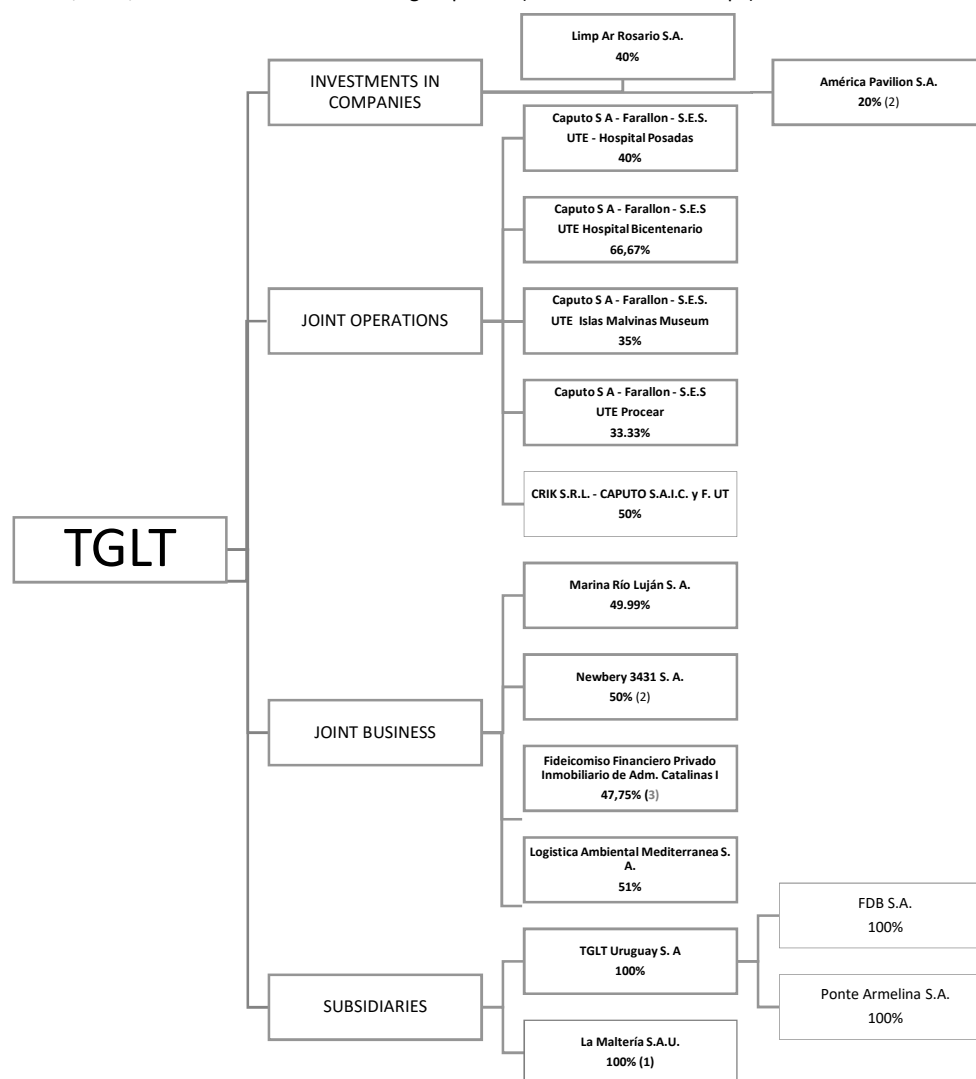 Limp Ar Rosario S.A.
40%
INVESTMENTS IN
COMPANIES
América Pavilion S.A.
20% (2)
Caputo S A - Farallon - S.E.S.
UTE - Hospital Posadas
40%
Caputo S A - Farallon - S.E.S
UTE Hospital Bicentenario
66,67%
JOINT OPERATIONS
Caputo S A - Farallon - S.E.S.
UTE Islas Malvinas Museum
35%
Caputo S A - Farallon - S.E.S
UTE Procear
33.33%
CRIK S.R.L. - CAPUTO S.A.I.C. y F. UT
50%
TGLT
Marina Río Luján S. A.
49.99%
Newbery 3431 S. A.
50% (2)
JOINT BUSINESS
Fideicomiso Financiero Privado
Inmobiliario de Adm. Catalinas I
47,75% (3)
Logistica Ambiental Mediterranea S.
A.
51%
FDB S.A.
100%
TGLT Uruguay S. A
100%
SUBSIDIARIES
Ponte Armelina S.A.
100%
La Maltería S.A.U.
100% (1)